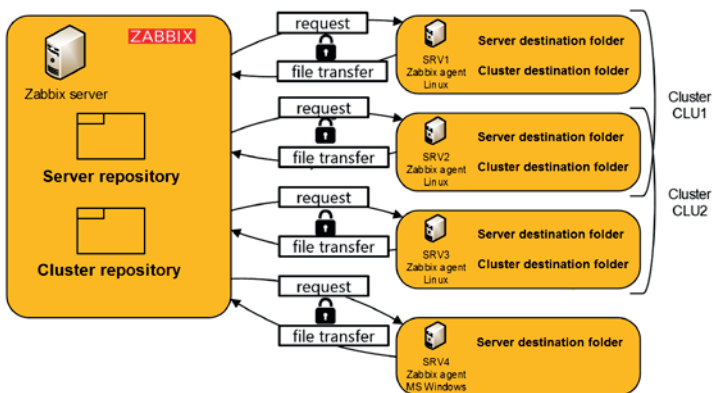 ZABBIX
Zabbix server
Server repository
Cluster repository
request
file transfer
SRV1
Zabbix agent
Linux
Server destination folder
Cluster destination folder
request
file transfer
SRV2
Zabbix agent
Linux
Server destination folder
Cluster destination folder
request
file transfer
SRV3
Zabbix agent
Linux
Server destination folder
Cluster destination folder
request
file transfer
SRV4
Zabbix agent
MS Windows
Server destination folder
Cluster
CLU1
Cluster
CLU2